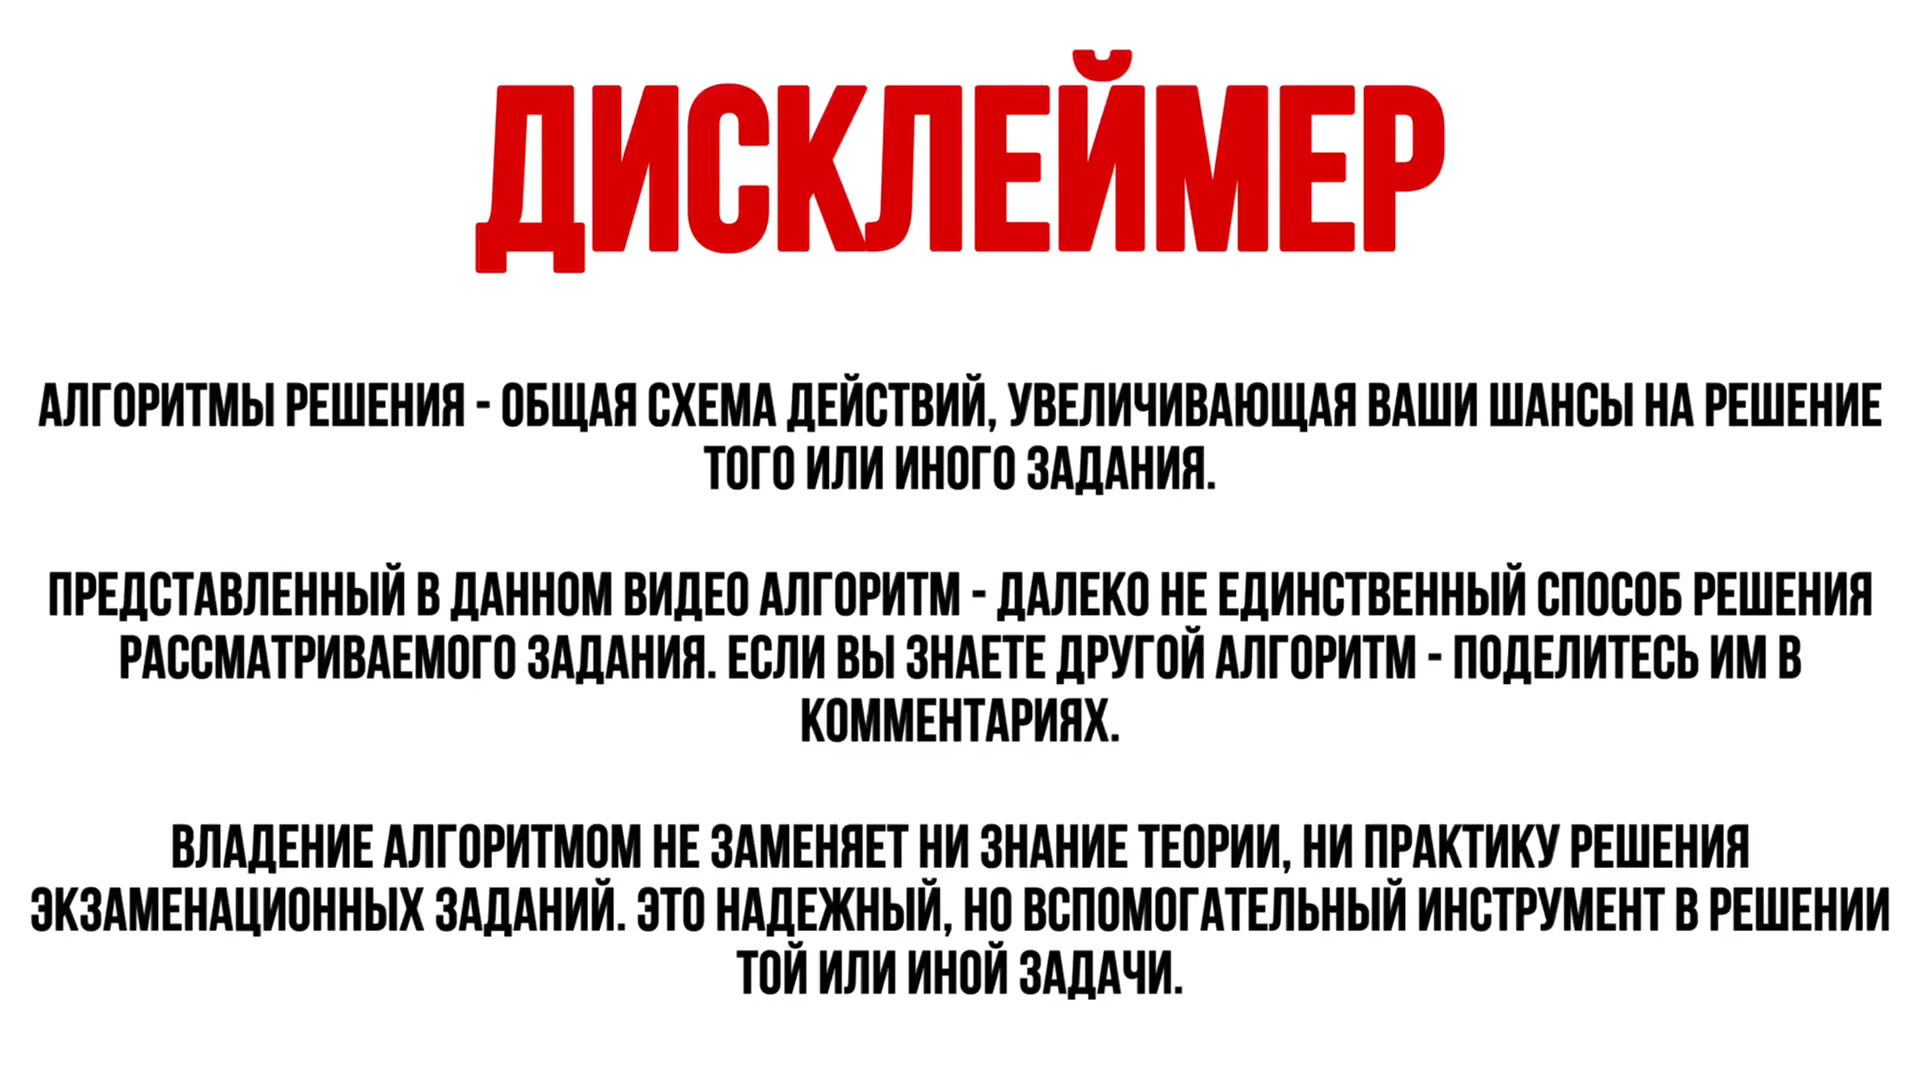 ДИСКЛЕЙМЕР
АЛГОРИТМЫ РЕШЕНИЯ - ОБЩАЯ СХЕМА ДЕЙСТВИЙ, УВЕЛИЧИВАЮЩАЯ ВАШИ ШАНСЫ НА РЕШЕНИЕ
ТОГО ИЛИ ИНОГО ЗАДАНИЯ.
ПРЕДСТАВЛЕННЫЙ В ДАННОМ ВИДЕО АЛГОРИТМ - ДАЛЕКО НЕ ЕДИНСТВЕННЫЙ СПОСОБ РЕШЕНИЯ
РАССМАТРИВАЕМОГО ЗАДАНИЯ. ЕСЛИ ВЫ ЗНАЕТЕ ДРУГОЙ АЛГОРИТМ - ПОДЕЛИТЕСЬ ИМ В
КОММЕНТАРИЯХ.
ВЛАДЕНИЕ АЛГОРИТМОМ НЕ ЗАМЕНЯЕТ НИ ЗНАНИЕ ТЕОРИИ, НИ ПРАКТИКУ РЕШЕНИЯ
ЭКЗАМЕНАЦИОННЫХ ЗАДАНИЙ. ЭТО НАДЕЖНЫЙ, НО ВСПОМОГАТЕЛЬНЫЙ ИНСТРУМЕНТ В РЕШЕНИИ
ТОЙ ИЛИ ИНОЙ ЗАДАЧИ.